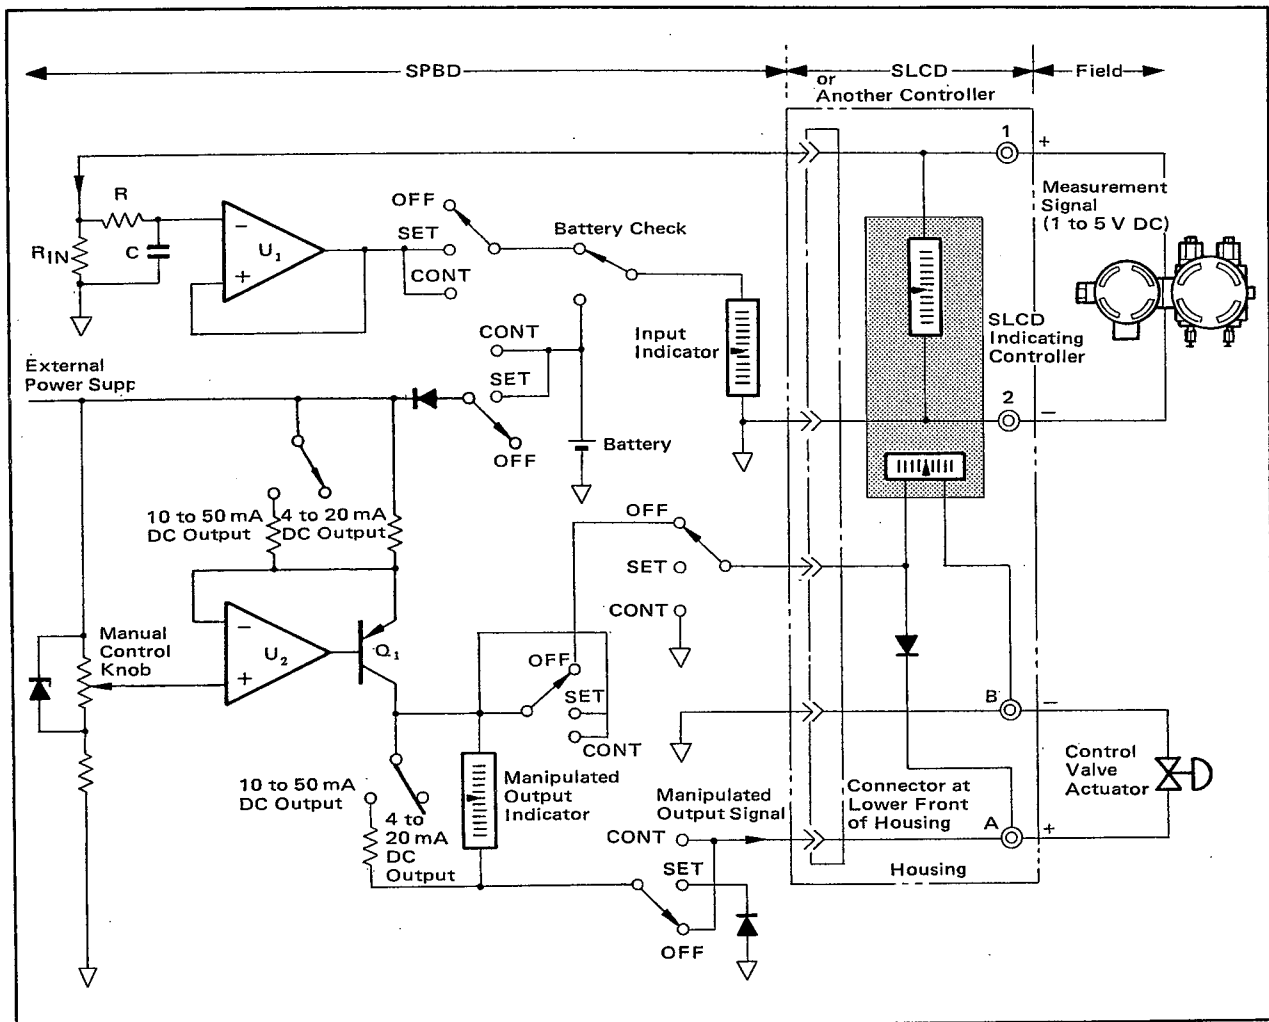 SPBD
SLCD
Field
or
Another Controller
1
+
Measurement
Signal
(1 to 5 V DC)
R
OFF
Battery Check
SET
RIN
C
−
U1
+
CONT
CONT
Input
Indicator
SLCD
Indicating
Controller
External
Power Supp
SET
2
−
OFF
Battery
10 to 50 mA
DC Output
4 to 20 mA
DC Output
OFF
SET
CONT
Manual
Control
Knob
−
U2
+
Q1
OFF
SET
CONT
B
−
10 to 50 mA
DC Output
Manipulated
Output
Indicator
Manipulated
Output Signal
Connector at
Lower Front
of Housing
Control
Valve
Actuator
4 to
20 mA
DC
Output
CONT
A
+
SET
Housing
OFF